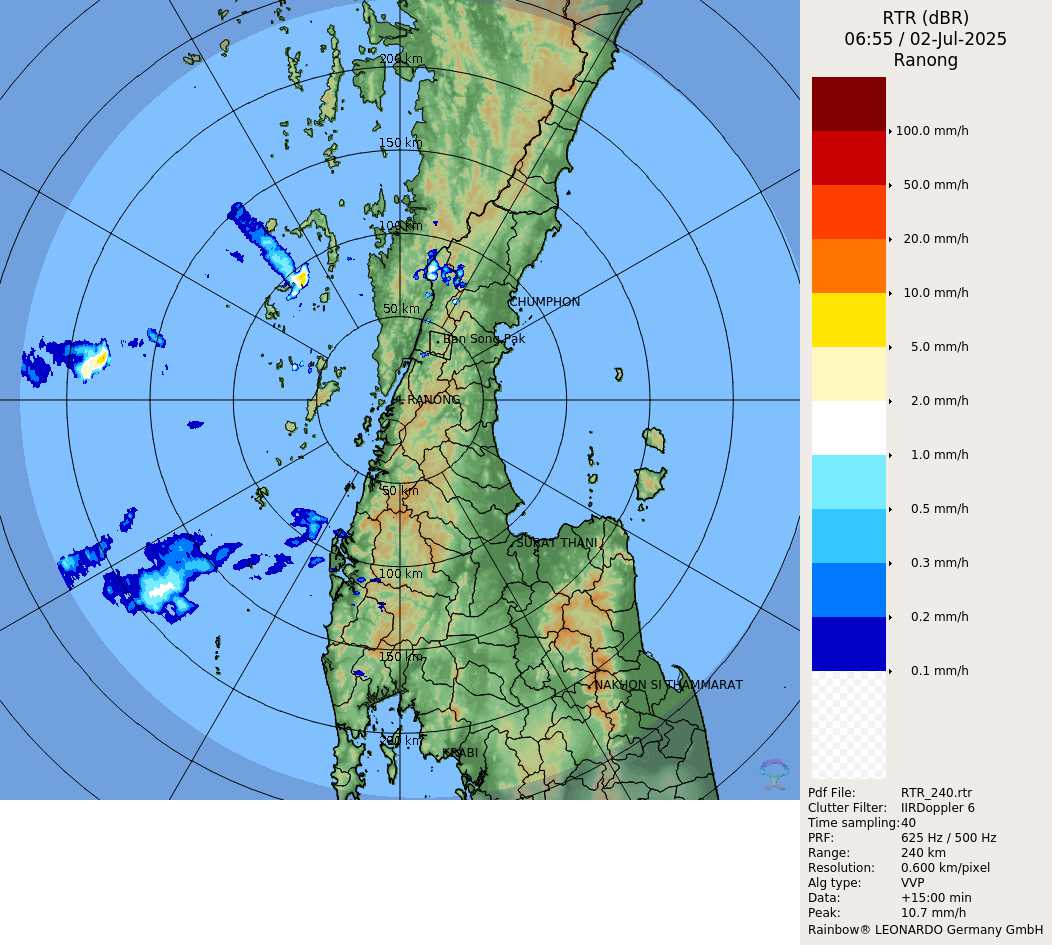 RTR (dBR)
06:55 / 02-Jul-2025
Ranong
100.0 mm/h
50.0 mm/h
20.0 mm/h
10.0 mm/h
5.0 mm/h
2.0 mm/h
1.0 mm/h
0.5 mm/h
0.3 mm/h
0.2 mm/h
0.1 mm/h
200 km
150 km
100 km
50 km
CHUMPHON
Ban Song Pak
RANONG
50 km
SURAT THANI
100 km
150 km
NAKHON SI THAMMARAT
200 km
KRABI
Pdf File: RTR_240.rtr
Clutter Filter: IIRDoppler 6
Time sampling:40
PRF: 625 Hz / 500 Hz
Range: 240 km
Resolution: 0.600 km/pixel
Alg type: VVP
Data: +15:00 min
Peak: 10.7 mm/h
Rainbow® LEONARDO Germany GmbH